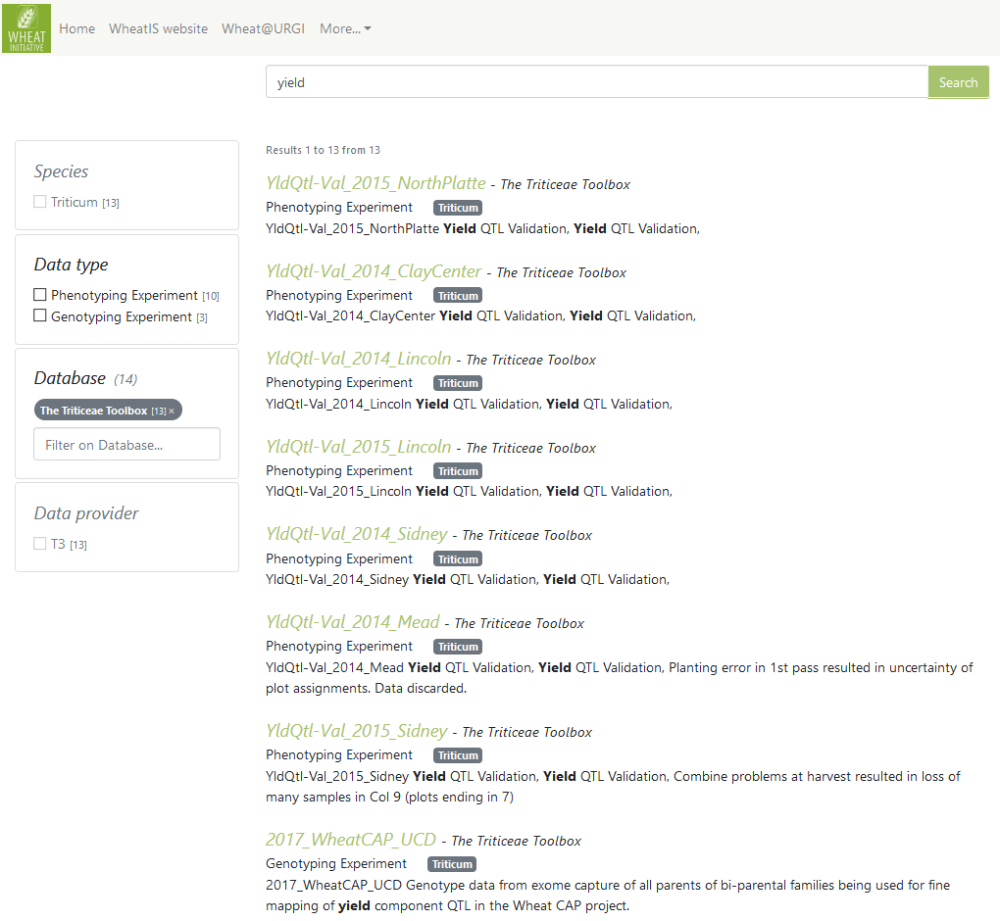 WHEAT
INITIATIVE
Home WheatIS website Wheat@URGI More...
yield
Search
Species
Triticum [13]
Data type
Phenotyping Experiment [10]
Genotyping Experiment [3]
Database (14)
The Triticeae Toolbox [13] ×
Filter on Database...
Data provider
T3 [13]
Results 1 to 13 from 13
YldQtl-Val_2015_NorthPlatte - The Triticeae Toolbox
Phenotyping Experiment Triticum
YldQtl-Val_2015_NorthPlatte Yield QTL Validation, Yield QTL Validation,
YldQtl-Val_2014_ClayCenter - The Triticeae Toolbox
Phenotyping Experiment Triticum
YldQtl-Val_2014_ClayCenter Yield QTL Validation, Yield QTL Validation,
YldQtl-Val_2014_Lincoln - The Triticeae Toolbox
Phenotyping Experiment Triticum
YldQtl-Val_2014_Lincoln Yield QTL Validation, Yield QTL Validation,
YldQtl-Val_2015_Lincoln - The Triticeae Toolbox
Phenotyping Experiment Triticum
YldQtl-Val_2015_Lincoln Yield QTL Validation, Yield QTL Validation,
YldQtl-Val_2014_Sidney - The Triticeae Toolbox
Phenotyping Experiment Triticum
YldQtl-Val_2014_Sidney Yield QTL Validation, Yield QTL Validation,
YldQtl-Val_2014_Mead - The Triticeae Toolbox
Phenotyping Experiment Triticum
YldQtl-Val_2014_Mead Yield QTL Validation, Yield QTL Validation, Planting error in 1st pass resulted in uncertainty of
plot assignments. Data discarded.
YldQtl-Val_2015_Sidney - The Triticeae Toolbox
Phenotyping Experiment Triticum
YldQtl-Val_2015_Sidney Yield QTL Validation, Yield QTL Validation, Combine problems at harvest resulted in loss of
many samples in Col 9 (plots ending in 7)
2017_WheatCAP_UCD - The Triticeae Toolbox
Genotyping Experiment Triticum
2017_WheatCAP_UCD Genotype data from exome capture of all parents of bi-parental families being used for fine
mapping of yield component QTL in the Wheat CAP project.